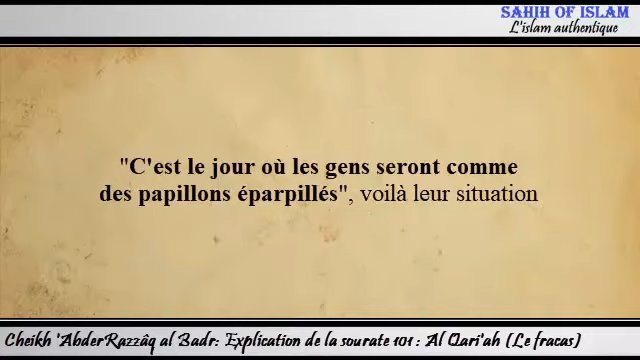 SAHIH OF ISLAM
L'islam authentique
"C'est le jour où les gens seront comme
des papillons éparpillés", voilà leur situation
Cheikh 'AbderRazzâq al Badr: Explication de la sourate 101 : Al Qari'ah (Le fracas)